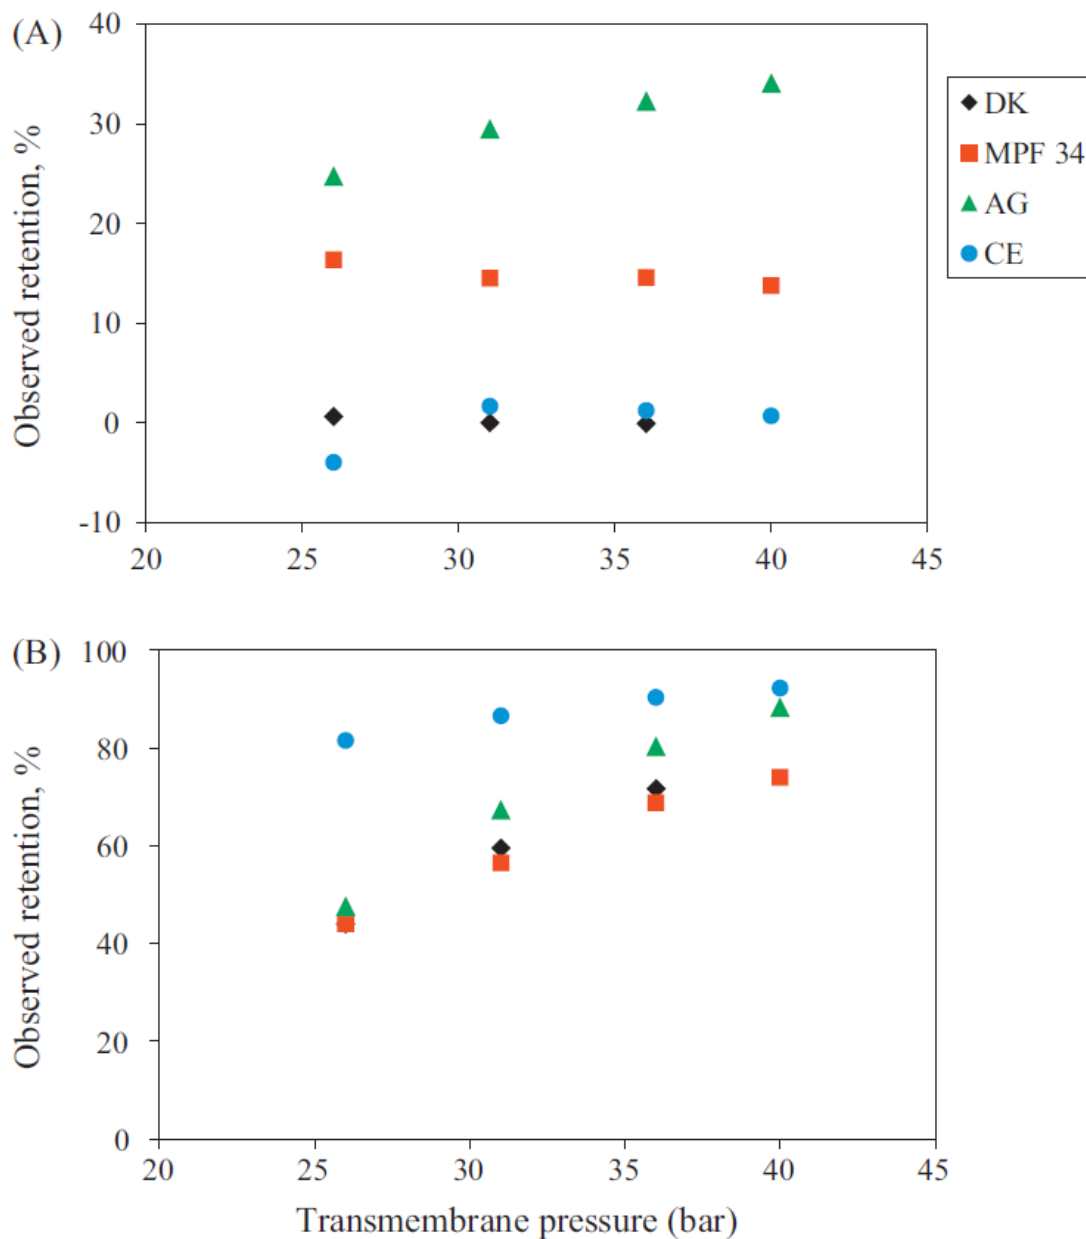 (A)
Observed retention, %
40
30
20
10
0
-10
20 25 30 35 40 45
DK
MPF 34
AG
CE
(B)
Observed retention, %
100
80
60
40
20
0
20 25 30 35 40 45
Transmembrane pressure (bar)